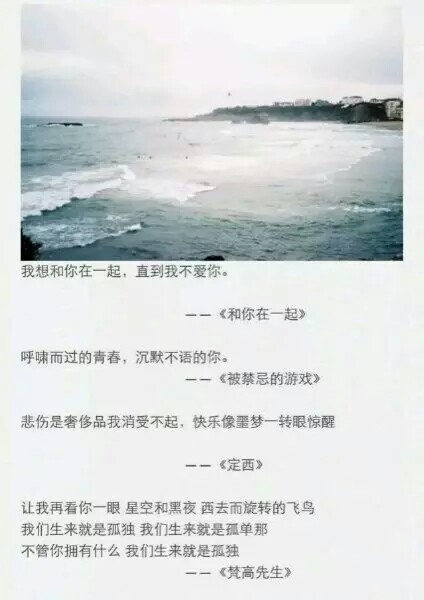 我想和你在一起，直到我不爱你。
——《和你在一起》
呼啸而过的青春，沉默不语的你。
——《被禁忌的游戏》
悲伤是奢侈品我消受不起，快乐像噩梦一转眼惊醒
——《定西》
让我再看你一眼 星空和黑夜 西去而旋转的飞鸟
我们生来就是孤独 我们生来就是孤单那
不管你拥有什么 我们生来就是孤独
——《梵高先生》